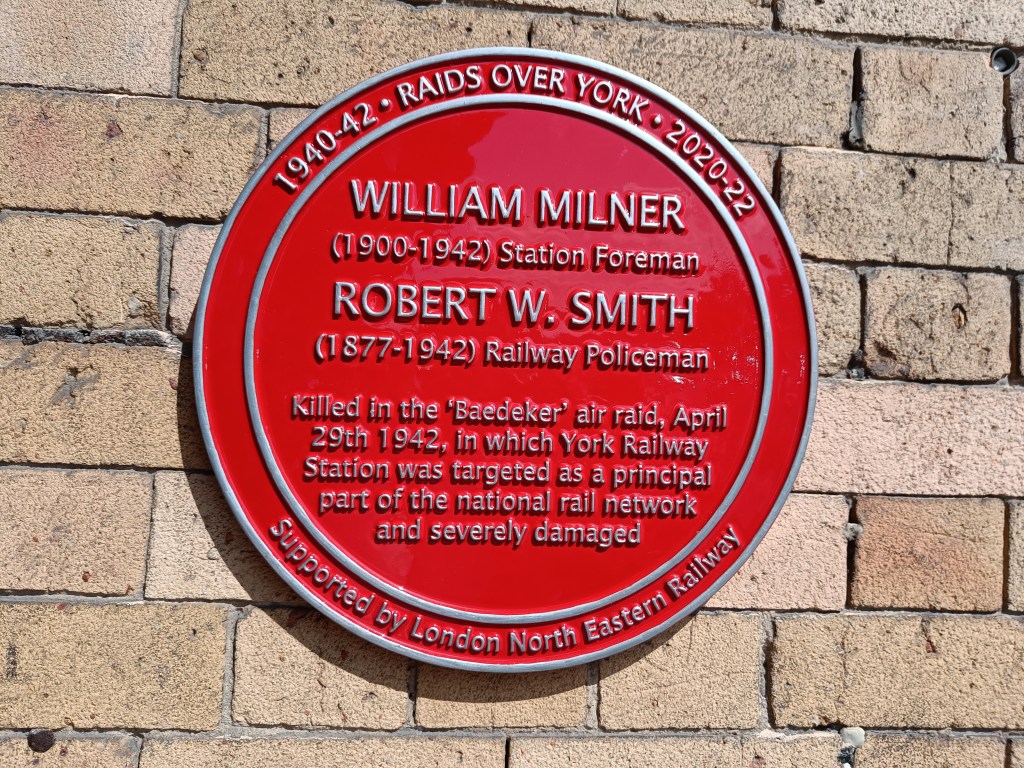 1940-42 • RAIDS OVER YORK • 2020-22
WILLIAM MILNER
(1900-1942) Station Foreman
ROBERT W. SMITH
(1877-1942) Railway Policeman
Killed in the ‘Baedeker’ air raid, April
29th 1942, in which York Railway
Station was targeted as a principal
part of the national rail network
and severely damaged
Supported by London North Eastern Railway